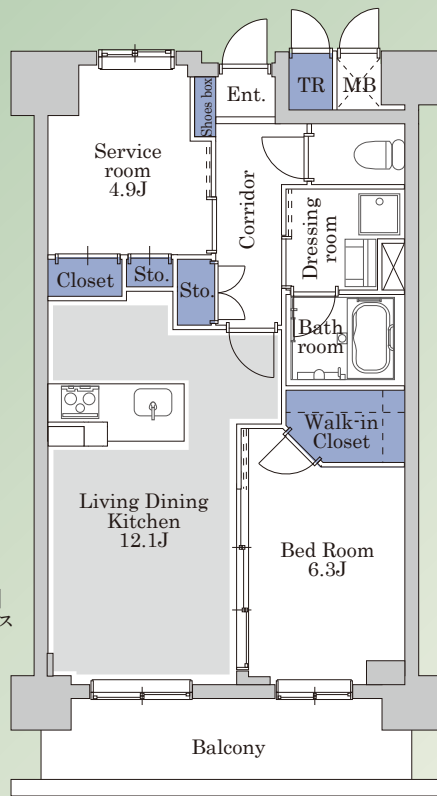 TR
MB
Ent.
Shoes box
Service
room
4.9J
Corridor
Dressing
room
Closet
Sto.
Sto.
Bath
room
Walk-in
Closet
Living Dining
Kitchen
12.1J
Bed Room
6.3J
ス
Balcony